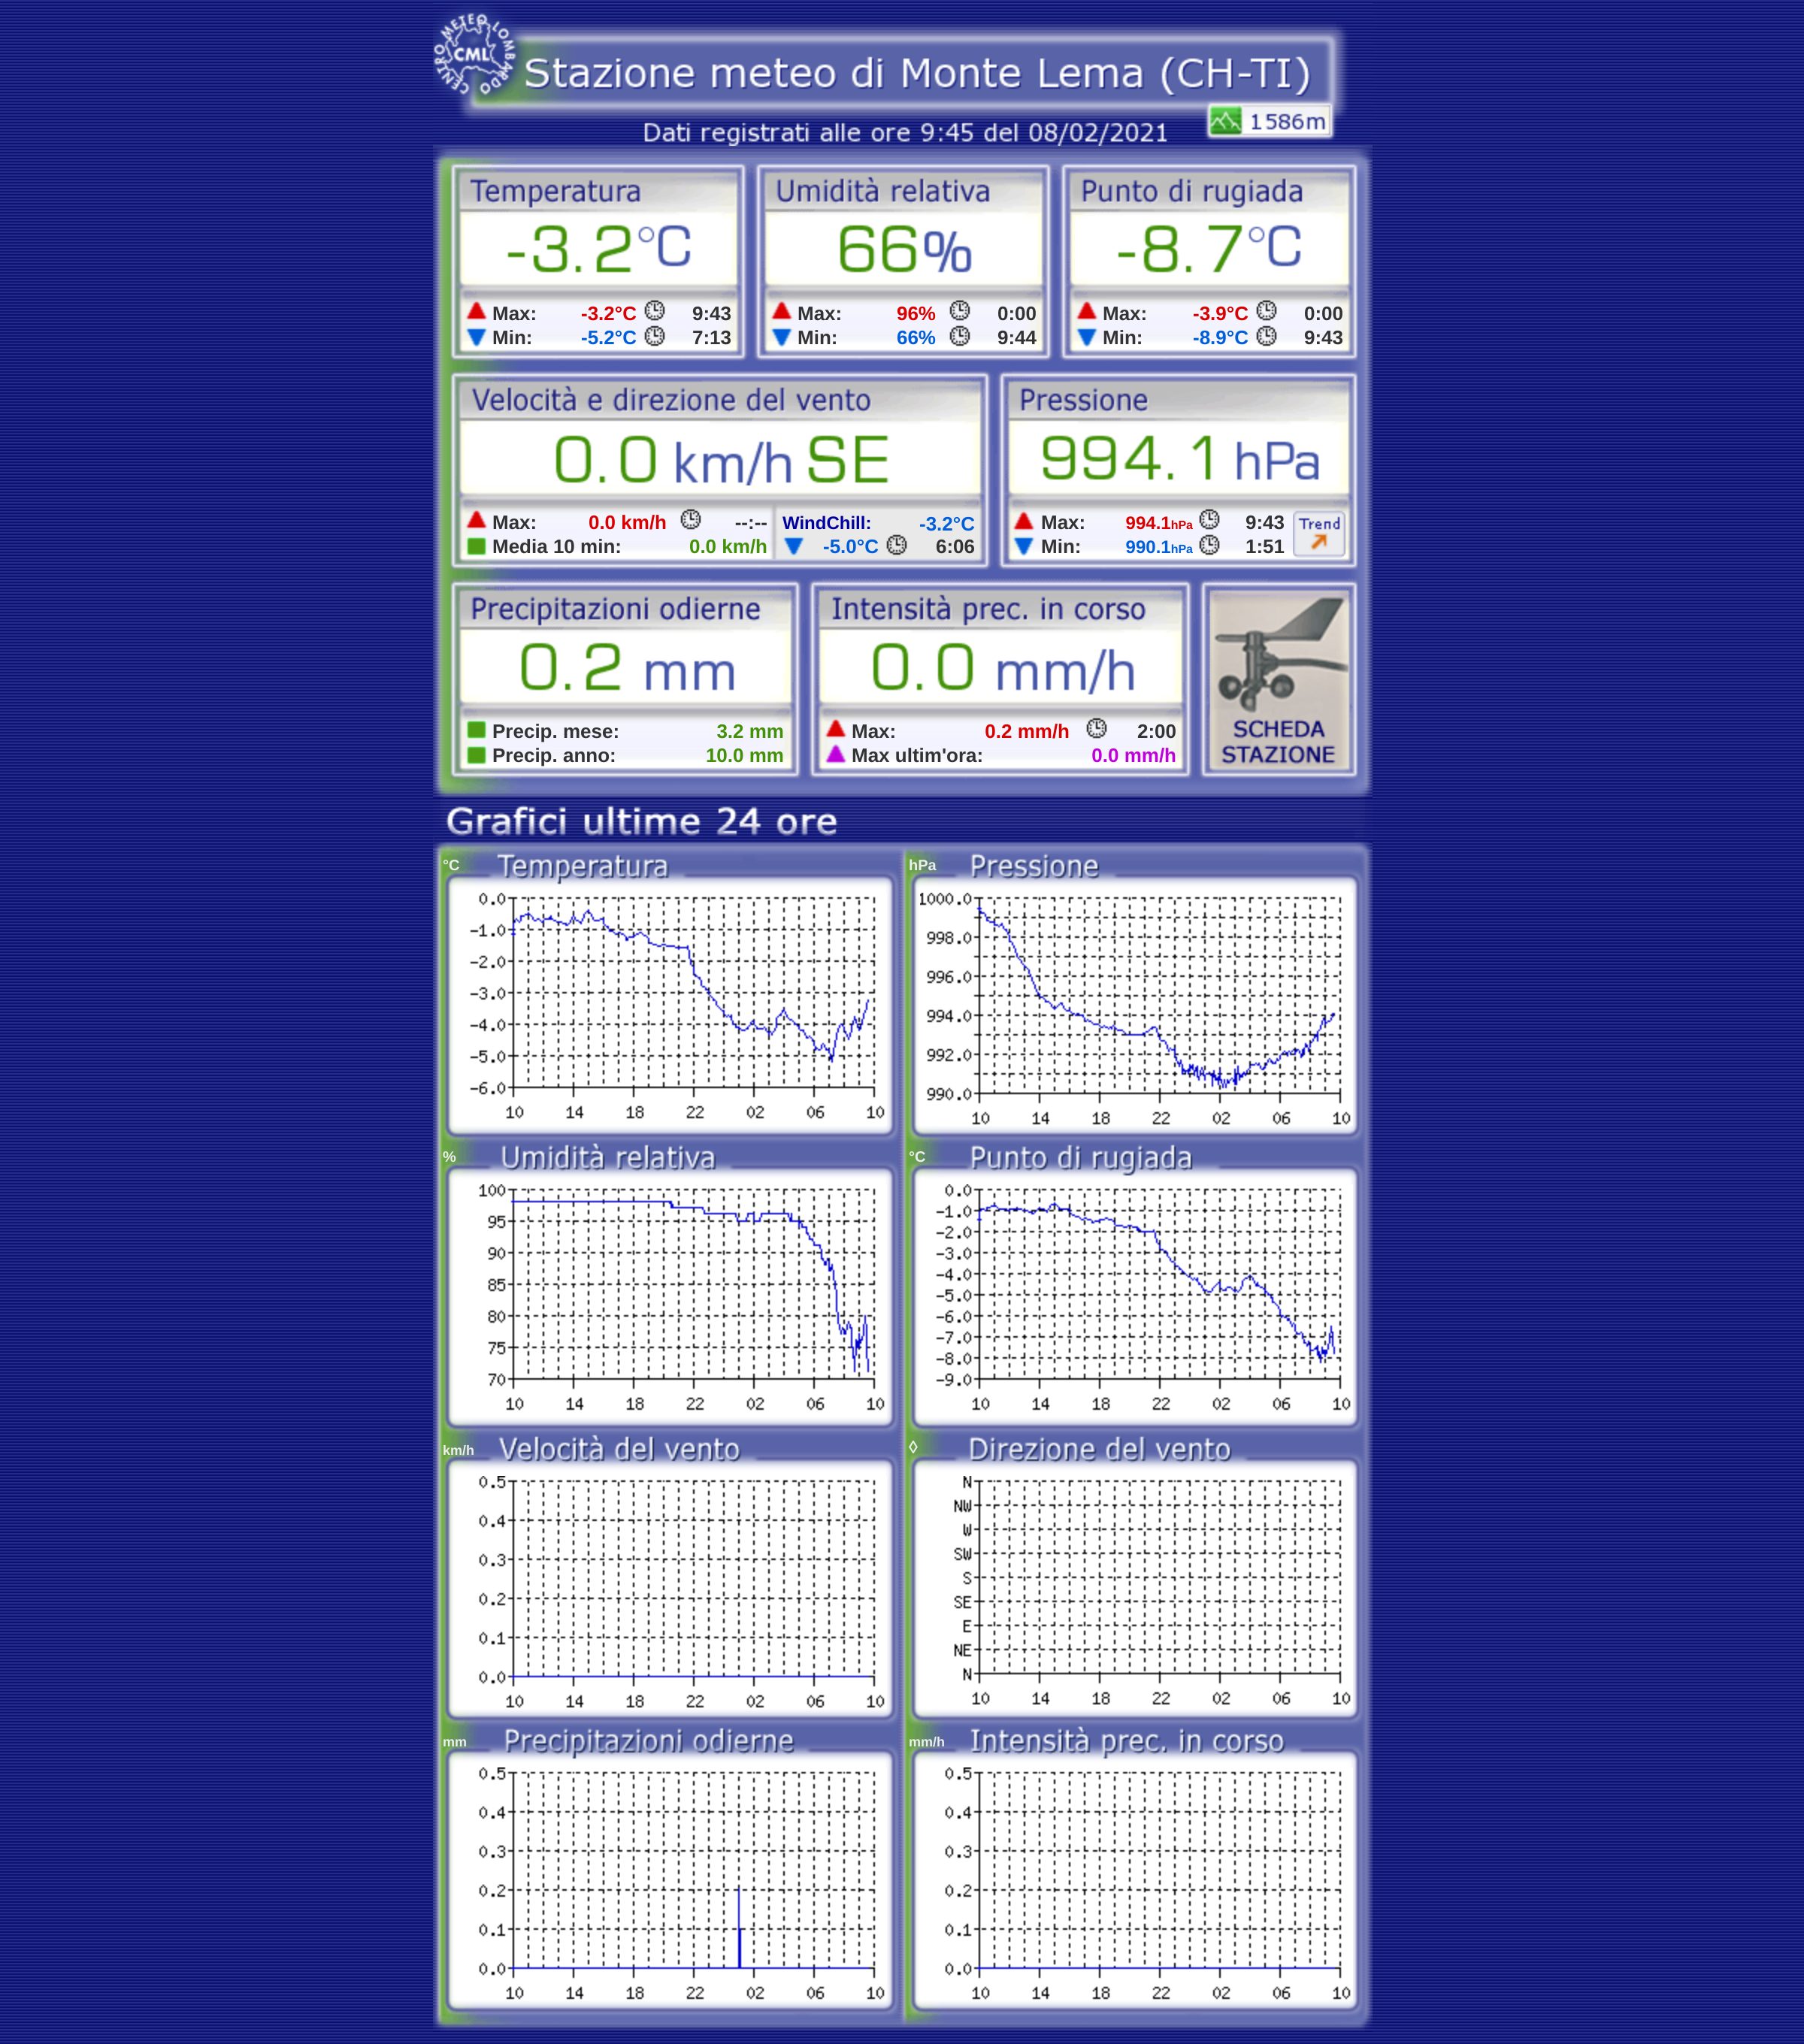 CENTRO METEO LOMBARDO
CML
Stazione meteo di Monte Lema (CH-TI)
1586m
Dati registrati alle ore 9:45 del 08/02/2021
Temperatura
-3.2°C
Max: -3.2°C 9:43
Min: -5.2°C 7:13
Umidità relativa
66%
Max: 96% 0:00
Min: 66% 9:44
Punto di rugiada
-8.7°C
Max: -3.9°C 0:00
Min: -8.9°C 9:43
Velocità e direzione del vento
0.0 km/h SE
Max: 0.0 km/h --:--
Media 10 min: 0.0 km/h
WindChill: -3.2°C
-5.0°C 6:06
Pressione
994.1 hPa
Max: 994.1hPa 9:43
Min: 990.1hPa 1:51
Trend
Precipitazioni odierne
0.2 mm
Precip. mese: 3.2 mm
Precip. anno: 10.0 mm
Intensità prec. in corso
0.0 mm/h
Max: 0.2 mm/h 2:00
Max ultim'ora: 0.0 mm/h
SCHEDA
STAZIONE
Grafici ultime 24 ore
°C Temperatura
0.0
-1.0
-2.0
-3.0
-4.0
-5.0
-6.0
10 14 18 22 02 06 10
hPa Pressione
1000.0
998.0
996.0
994.0
992.0
990.0
10 14 18 22 02 06 10
% Umidità relativa
100
95
90
85
80
75
70
10 14 18 22 02 06 10
°C Punto di rugiada
0.0
-1.0
-2.0
-3.0
-4.0
-5.0
-6.0
-7.0
-8.0
-9.0
10 14 18 22 02 06 10
km/h Velocità del vento
0.5
0.4
0.3
0.2
0.1
0.0
10 14 18 22 02 06 10
◊ Direzione del vento
N
NW
W
SW
S
SE
E
NE
N
10 14 18 22 02 06 10
mm Precipitazioni odierne
0.5
0.4
0.3
0.2
0.1
0.0
10 14 18 22 02 06 10
mm/h Intensità prec. in corso
0.5
0.4
0.3
0.2
0.1
0.0
10 14 18 22 02 06 10